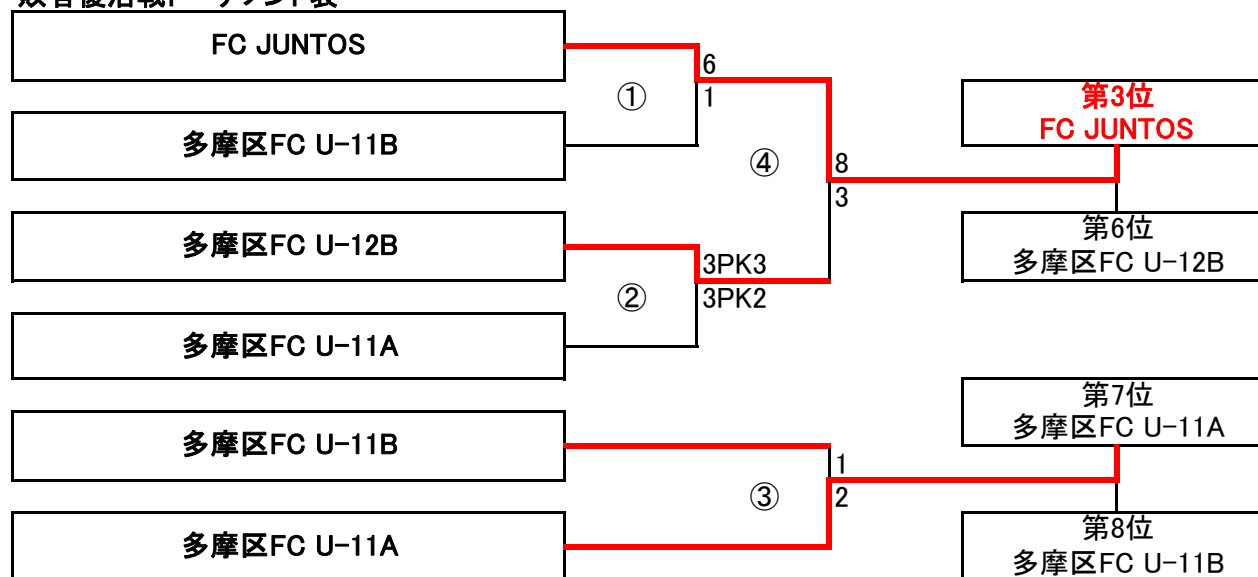 FC JUNTOS
6
①
1
第3位
FC JUNTOS
多摩区FC U-11B
④
8
3
多摩区FC U-12B
第6位
多摩区FC U-12B
3PK3
②
3PK2
多摩区FC U-11A
第7位
多摩区FC U-11A
多摩区FC U-11B
1
③
2
多摩区FC U-11A
第8位
多摩区FC U-11B